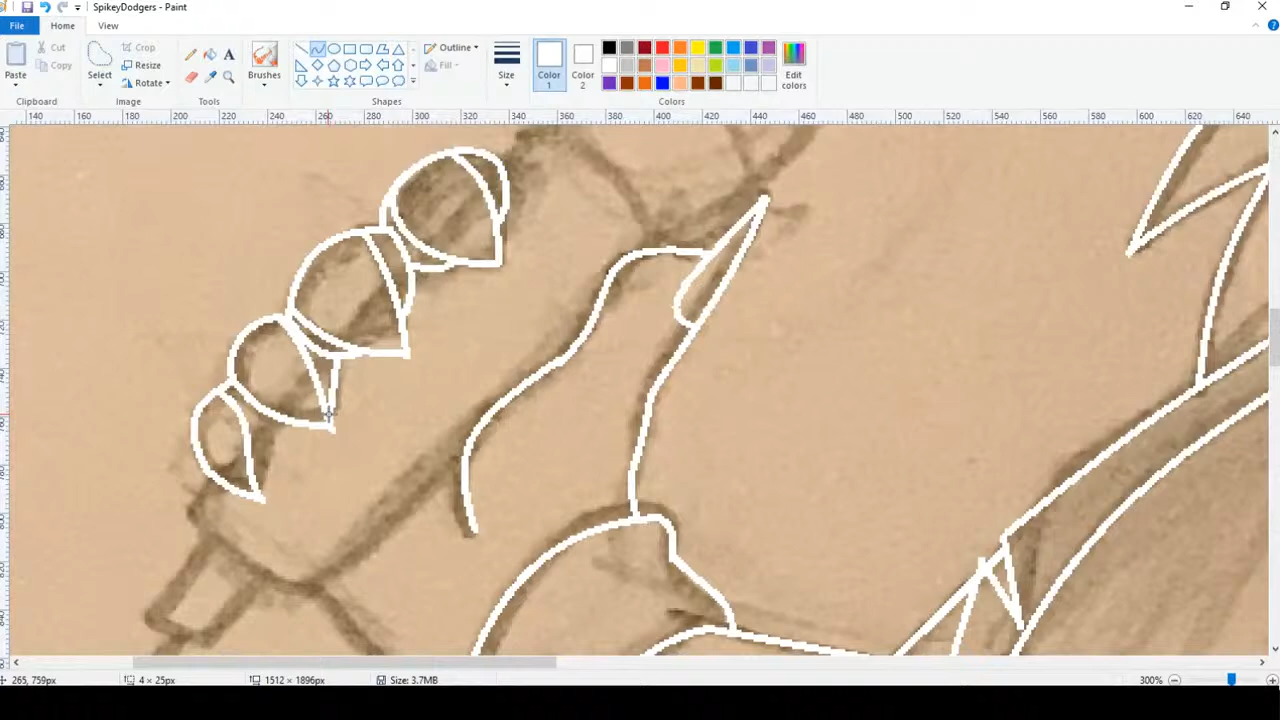 SpikeyDodgers - Paint
File Home View
Paste Cut Copy
Select Crop Resize Rotate
A
Brushes
Outline Fill
Size
Color 1
Color 2
Edit colors
Clipboard Image Tools Shapes Colors
140 160 180 200 220 240 260 280 300 320 340 360 380 400 420 440 460 480 500 520 540 560 580 600 620 640
265, 759px 4 × 25px 1512 × 1896px Size: 3.7MB 300%